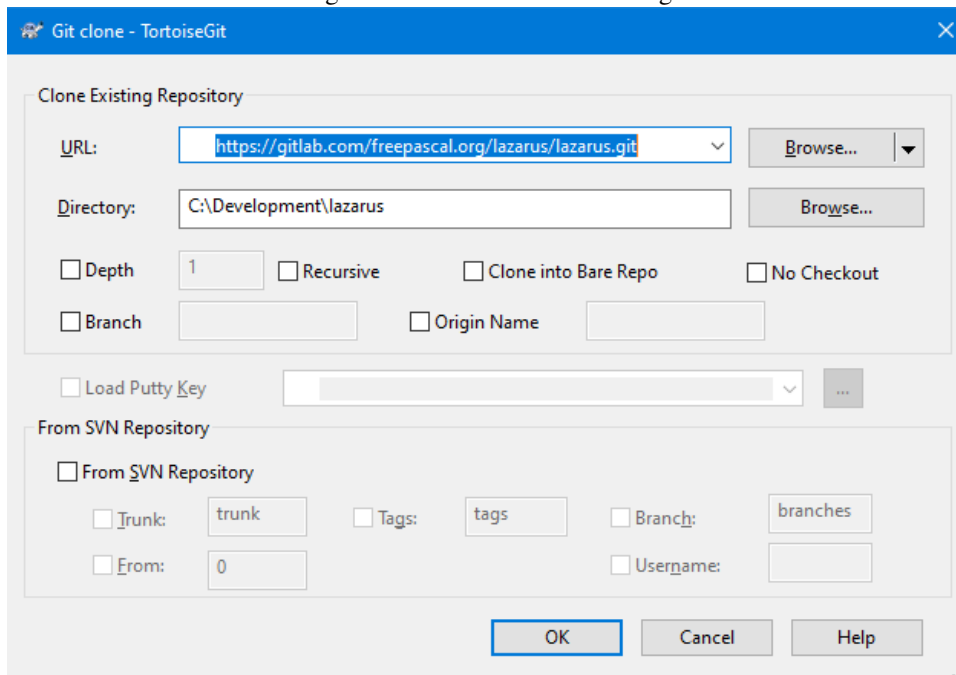 Git clone - TortoiseGit
Clone Existing Repository
URL: https://gitlab.com/freepascal.org/lazarus/lazarus.git Browse...
Directory: C:\Development\lazarus Browse...
Depth 1 Recursive Clone into Bare Repo No Checkout
Branch Origin Name
Load Putty Key ...
From SVN Repository
From SVN Repository
Trunk: trunk Tags: tags Branch: branches
From: 0 Username:
OK Cancel Help